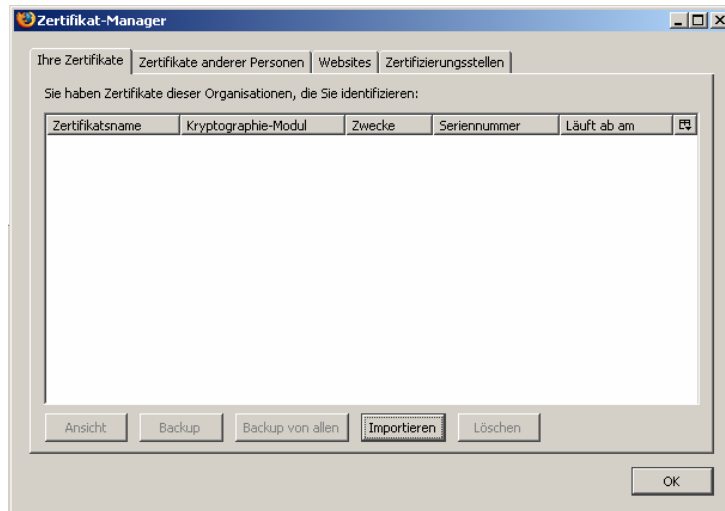 Zertifikat-Manager
Ihre Zertifikate Zertifikate anderer Personen Websites Zertifizierungsstellen
Sie haben Zertifikate dieser Organisationen, die Sie identifizieren:
Zertifikatsname Kryptographie-Modul Zwecke Seriennummer Läuft ab am
Ansicht Backup Backup von allen Importieren Löschen
OK